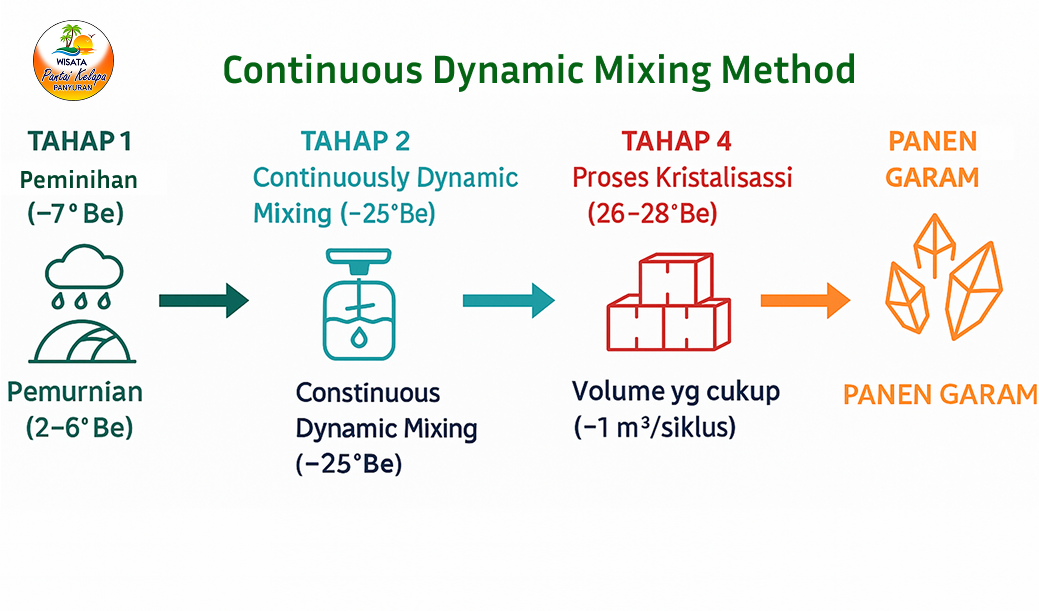 WISATA
Pantai Kelapa
PANYURAN
Continuous Dynamic Mixing Method
TAHAP 1
Peminihan
(–7° Be)
Pemurnian
(2–6° Be)
TAHAP 2
Continuously Dynamic
Mixing (–25°Be)
Constinuous
Dynamic Mixing
(–25°Be)
TAHAP 4
Proses Kristalisassi
(26–28°Be)
Volume yg cukup
(–1 m³/siklus)
PANEN
GARAM
PANEN GARAM